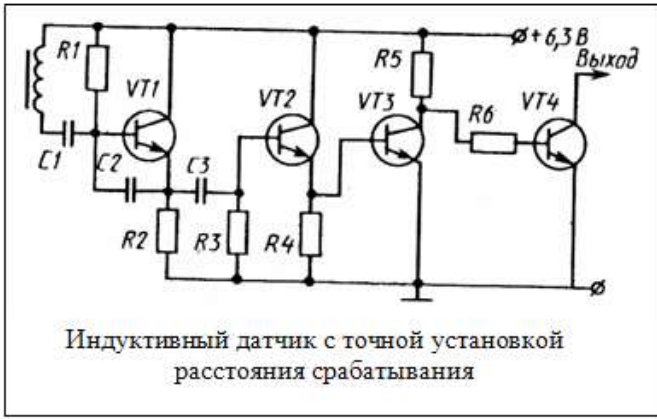 R1
R5
+6,3 В
Выход
VT1
VT2
VT3
R6
VT4
C1
C2
C3
R2
R3
R4
Индуктивный датчик с точной установкой
расстояния срабатывания